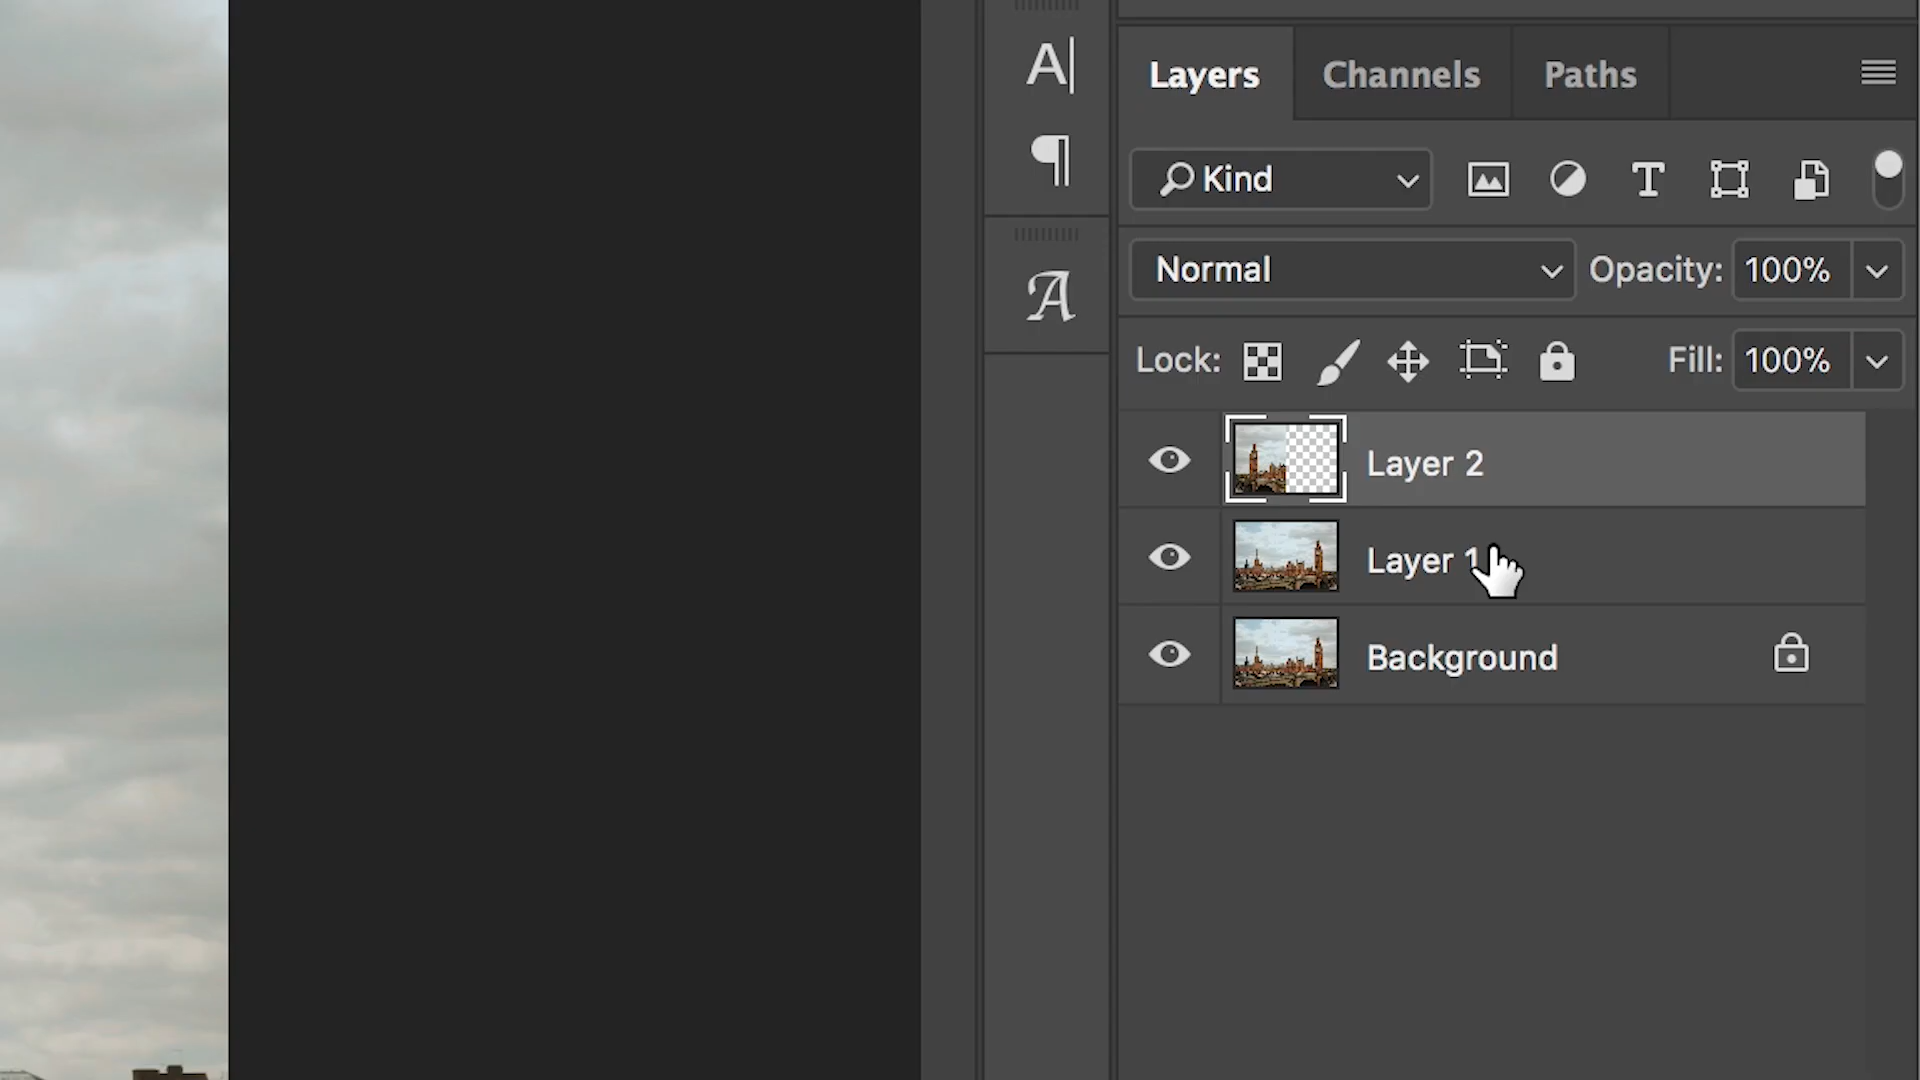 Layers Channels Paths
Kind
Normal Opacity: 100%
Lock: Fill: 100%
Layer 2
Layer 1
Background